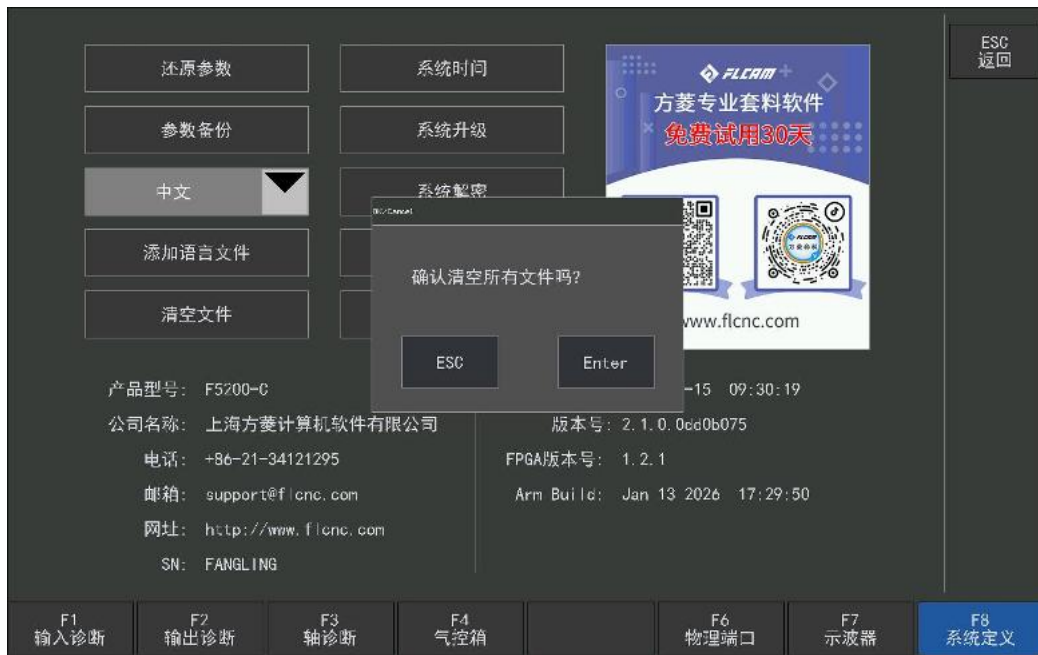 还原参数
系统时间
FLCAM
ESC
返回
方菱专业套料软件
免费试用30天
参数备份
系统升级
中文
系统解密
OK/Cancel
添加语言文件
确认清空所有文件吗?
清空文件
www.flcnc.com
ESC
Enter
产品型号: F5200-C
-15 09:30:19
公司名称: 上海方菱计算机软件有限公司
版本号: 2.1.0.0dd0b075
电话: +86-21-34121295
FPGA版本号: 1.2.1
邮箱: support@flcnc.com
Arm Build: Jan 13 2026 17:29:50
网址: http://www.flcnc.com
SN: FANGLING
F1
输入诊断
F2
输出诊断
F3
轴诊断
F4
气控箱
F6
物理端口
F7
示波器
F8
系统定义